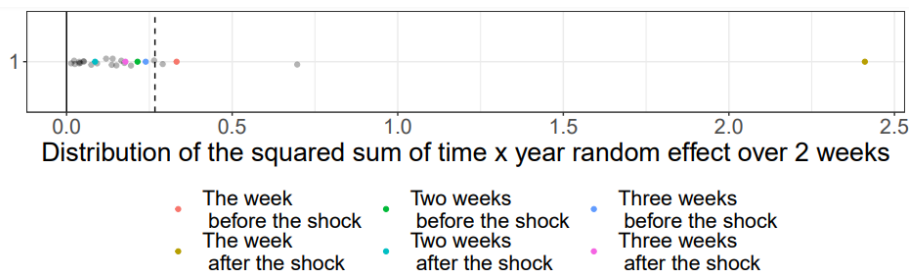 1
0.0 0.5 1.0 1.5 2.0 2.5
Distribution of the squared sum of time x year random effect over 2 weeks
The week Two weeks Three weeks
before the shock before the shock before the shock
The week Two weeks Three weeks
after the shock after the shock after the shock